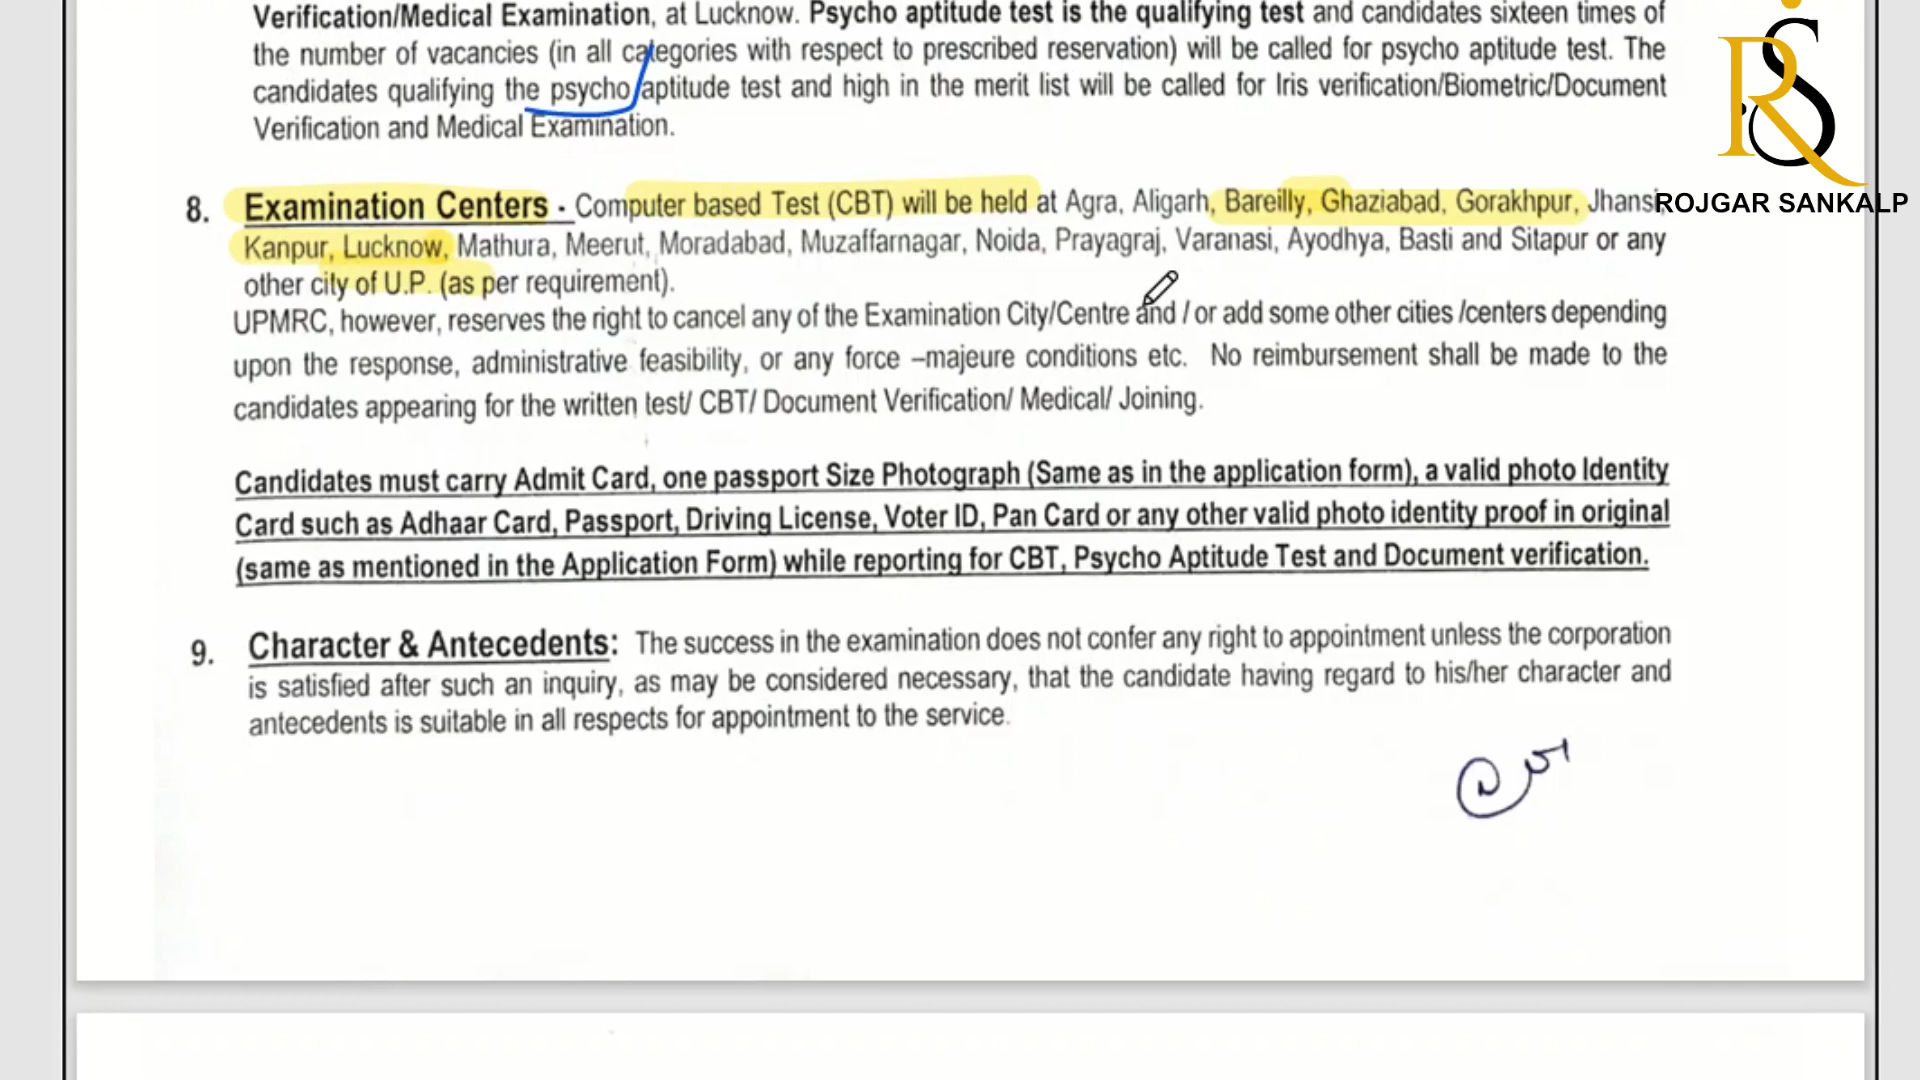 Verification/Medical Examination, at Lucknow. Psycho aptitude test is the qualifying test and candidates sixteen times of
the number of vacancies (in all categories with respect to prescribed reservation) will be called for psycho aptitude test. The
candidates qualifying the psycho aptitude test and high in the merit list will be called for Iris verification/Biometric/Document
Verification and Medical Examination.
RS
ROJGAR SANKALP
8. Examination Centers - Computer based Test (CBT) will be held at Agra, Aligarh, Bareilly, Ghaziabad, Gorakhpur, Jhansi,
Kanpur, Lucknow, Mathura, Meerut, Moradabad, Muzaffarnagar, Noida, Prayagraj, Varanasi, Ayodhya, Basti and Sitapur or any
other city of U.P. (as per requirement).
UPMRC, however, reserves the right to cancel any of the Examination City/Centre and / or add some other cities /centers depending
upon the response, administrative feasibility, or any force –majeure conditions etc. No reimbursement shall be made to the
candidates appearing for the written test/ CBT/ Document Verification/ Medical/ Joining.
Candidates must carry Admit Card, one passport Size Photograph (Same as in the application form), a valid photo Identity
Card such as Adhaar Card, Passport, Driving License, Voter ID, Pan Card or any other valid photo identity proof in original
(same as mentioned in the Application Form) while reporting for CBT, Psycho Aptitude Test and Document verification.
9. Character & Antecedents: The success in the examination does not confer any right to appointment unless the corporation
is satisfied after such an inquiry, as may be considered necessary, that the candidate having regard to his/her character and
antecedents is suitable in all respects for appointment to the service.